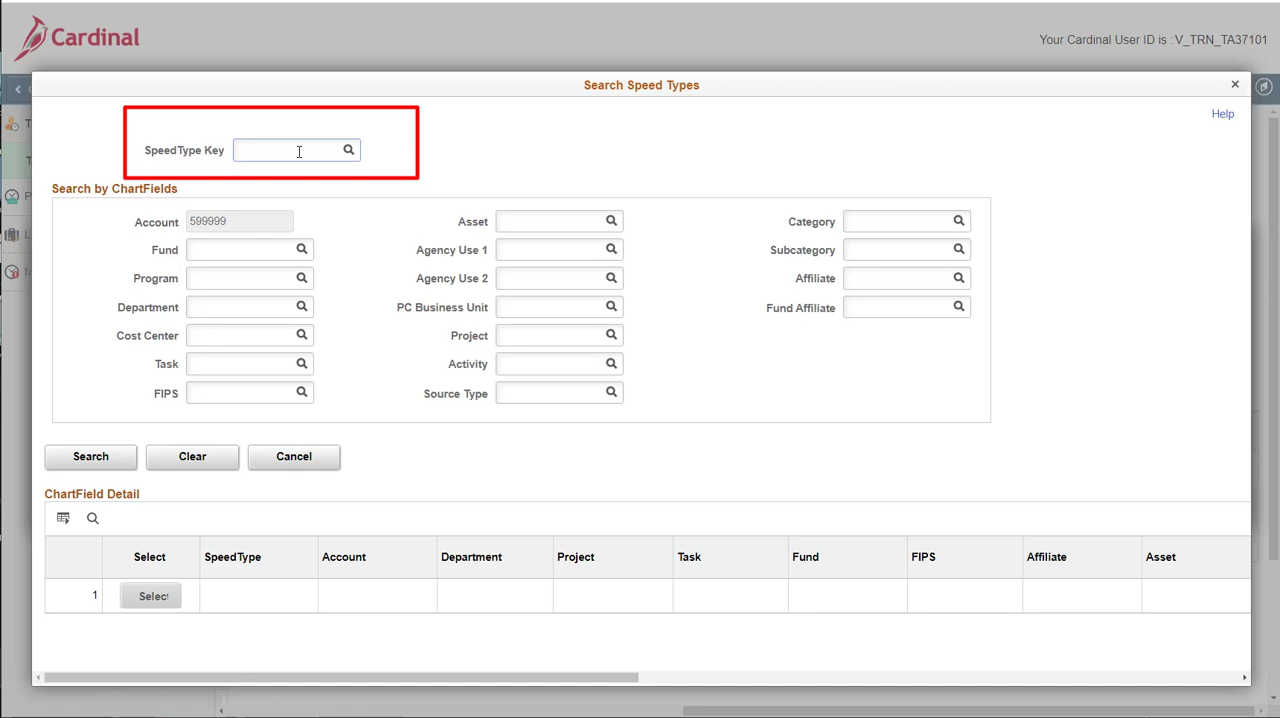 Cardinal
Your Cardinal User ID is : V_TRN_TA37101
Search Speed Types
Help
SpeedType Key
Search by ChartFields
Account 599999 Asset Category
Fund Agency Use 1 Subcategory
Program Agency Use 2 Affiliate
Department PC Business Unit Fund Affiliate
Cost Center Project
Task Activity
FIPS Source Type
Search Clear Cancel
ChartField Detail
Select SpeedType Account Department Project Task Fund FIPS Affiliate Asset
1 Select